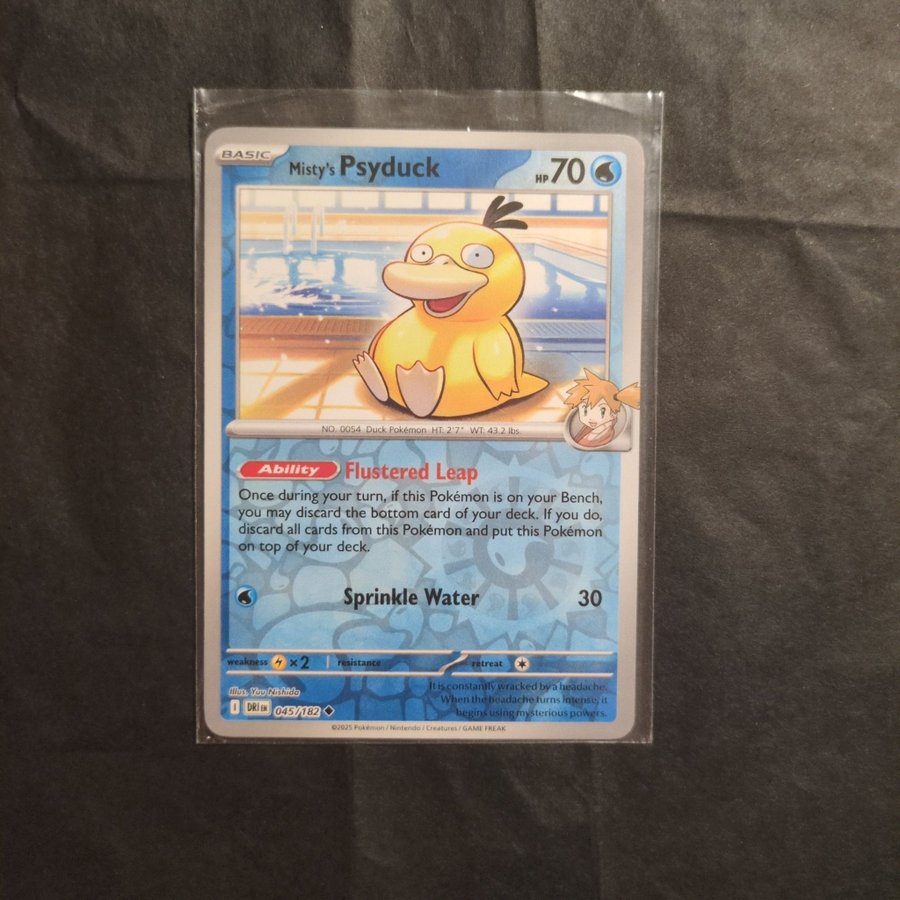 BASIC
Misty's Psyduck
HP 70
NO. 0054 Duck Pokémon HT: 2'7" WT: 43.2 lbs.
Ability Flustered Leap
Once during your turn, if this Pokémon is on your Bench,
you may discard the bottom card of your deck. If you do,
discard all cards from this Pokémon and put this Pokémon
on top of your deck.
Sprinkle Water 30
weakness ×2 resistance retreat
Illus. Yuu Nishida
It is constantly wracked by a headache.
When the headache turns intense, it
begins using mysterious powers.
I DRI EN 045/182
©2025 Pokémon / Nintendo / Creatures / GAME FREAK